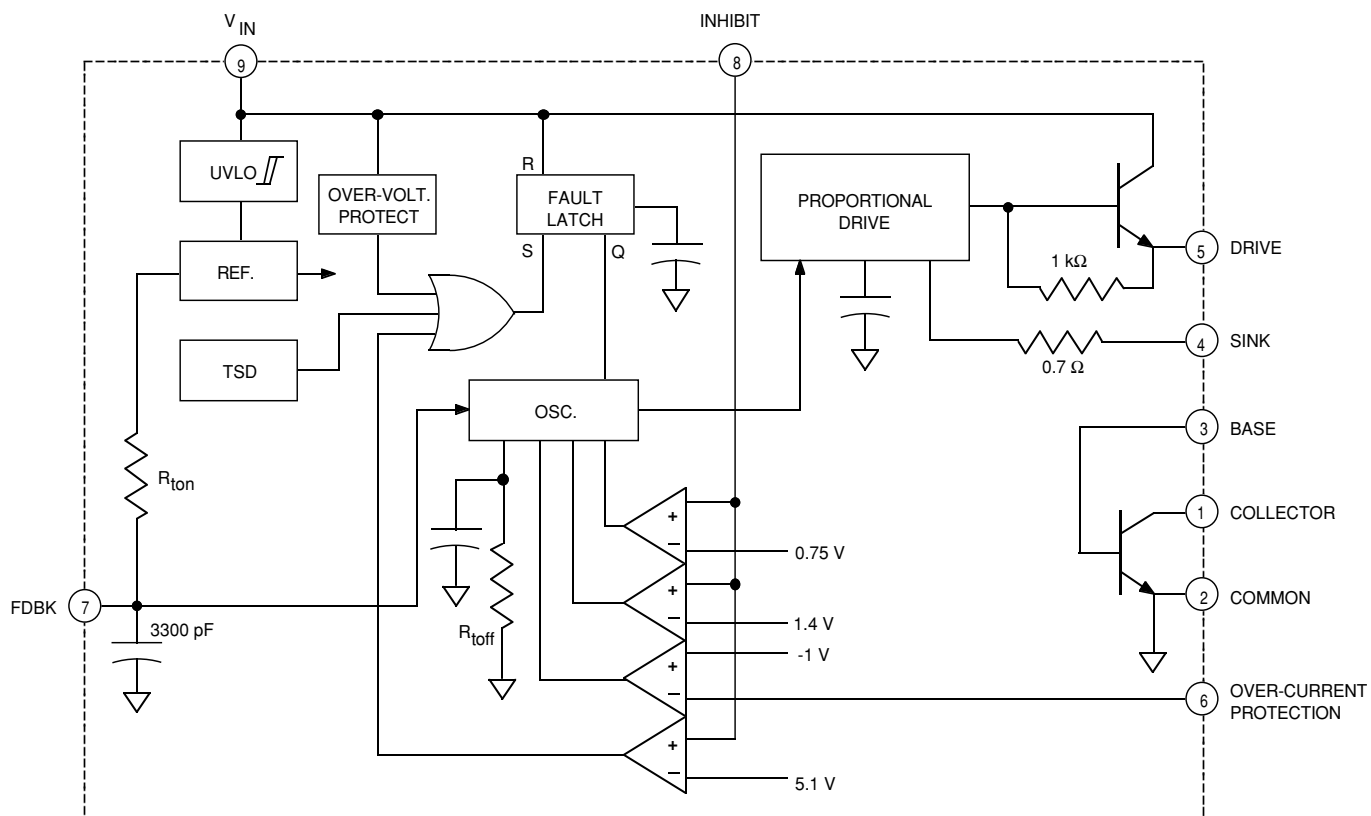 V IN
INHIBIT
9
8
UVLO
OVER-VOLT.
PROTECT
R
FAULT
LATCH
S
Q
PROPORTIONAL
DRIVE
5
DRIVE
1 kΩ
REF.
4
SINK
0.7 Ω
TSD
OSC.
3
BASE
Rton
1
COLLECTOR
+
–
0.75 V
7
FDBK
3300 pF
2
COMMON
+
–
1.4 V
Rtoff
-1 V
+
–
6
OVER-CURRENT
PROTECTION
+
–
5.1 V